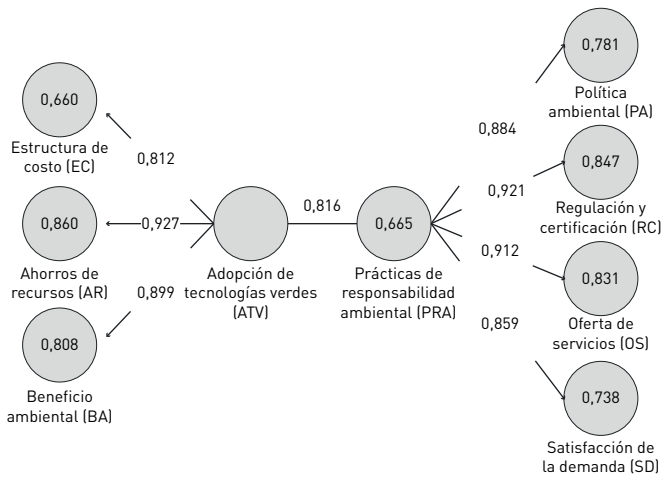 0,660
Estructura de
costo (EC)
0,812
0,860
0,927
Ahorros de
recursos (AR)
0,899
0,808
Beneficio
ambiental (BA)
Adopción de
tecnologías verdes
(ATV)
0,816
0,665
Prácticas de
responsabilidad
ambiental (PRA)
0,884
0,781
Política
ambiental (PA)
0,921
0,847
Regulación y
certificación (RC)
0,912
0,831
Oferta de
servicios (OS)
0,859
0,738
Satisfacción de
la demanda (SD)